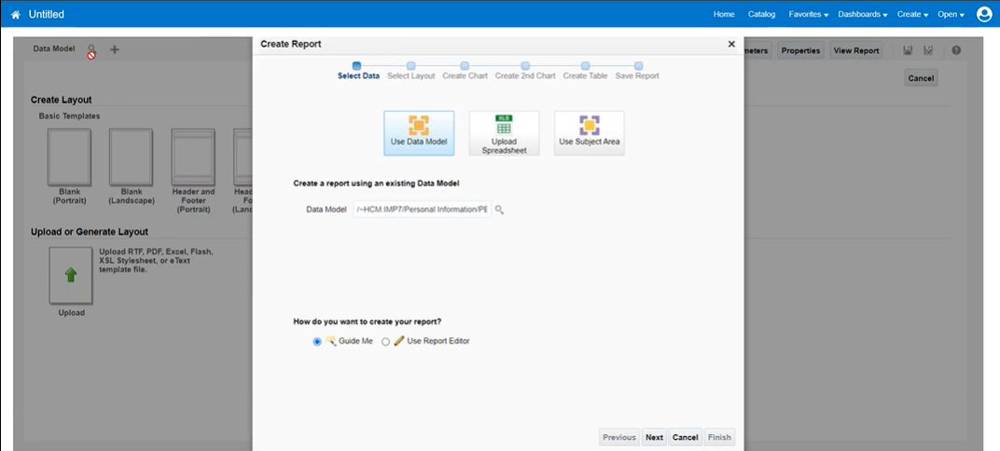 Untitled
Home Catalog Favorites Dashboards Create Open
Data Model
Properties View Report
Cancel
Create Layout
Basic Templates
Blank
(Portrait)
Blank
(Landscape)
Header and
Footer
(Portrait)
Upload or Generate Layout
Upload RTF, PDF, Excel, Flash,
XSL Stylesheet, or eText
template file.
Upload
Create Report
Select Data Select Layout Create Chart Create 2nd Chart Create Table Save Report
Use Data Model
XLS
Upload
Spreadsheet
Use Subject Area
Create a report using an existing Data Model
Data Model /~HCM.IMP7/Personal Information/PE
How do you want to create your report?
Guide Me Use Report Editor
Previous Next Cancel Finish